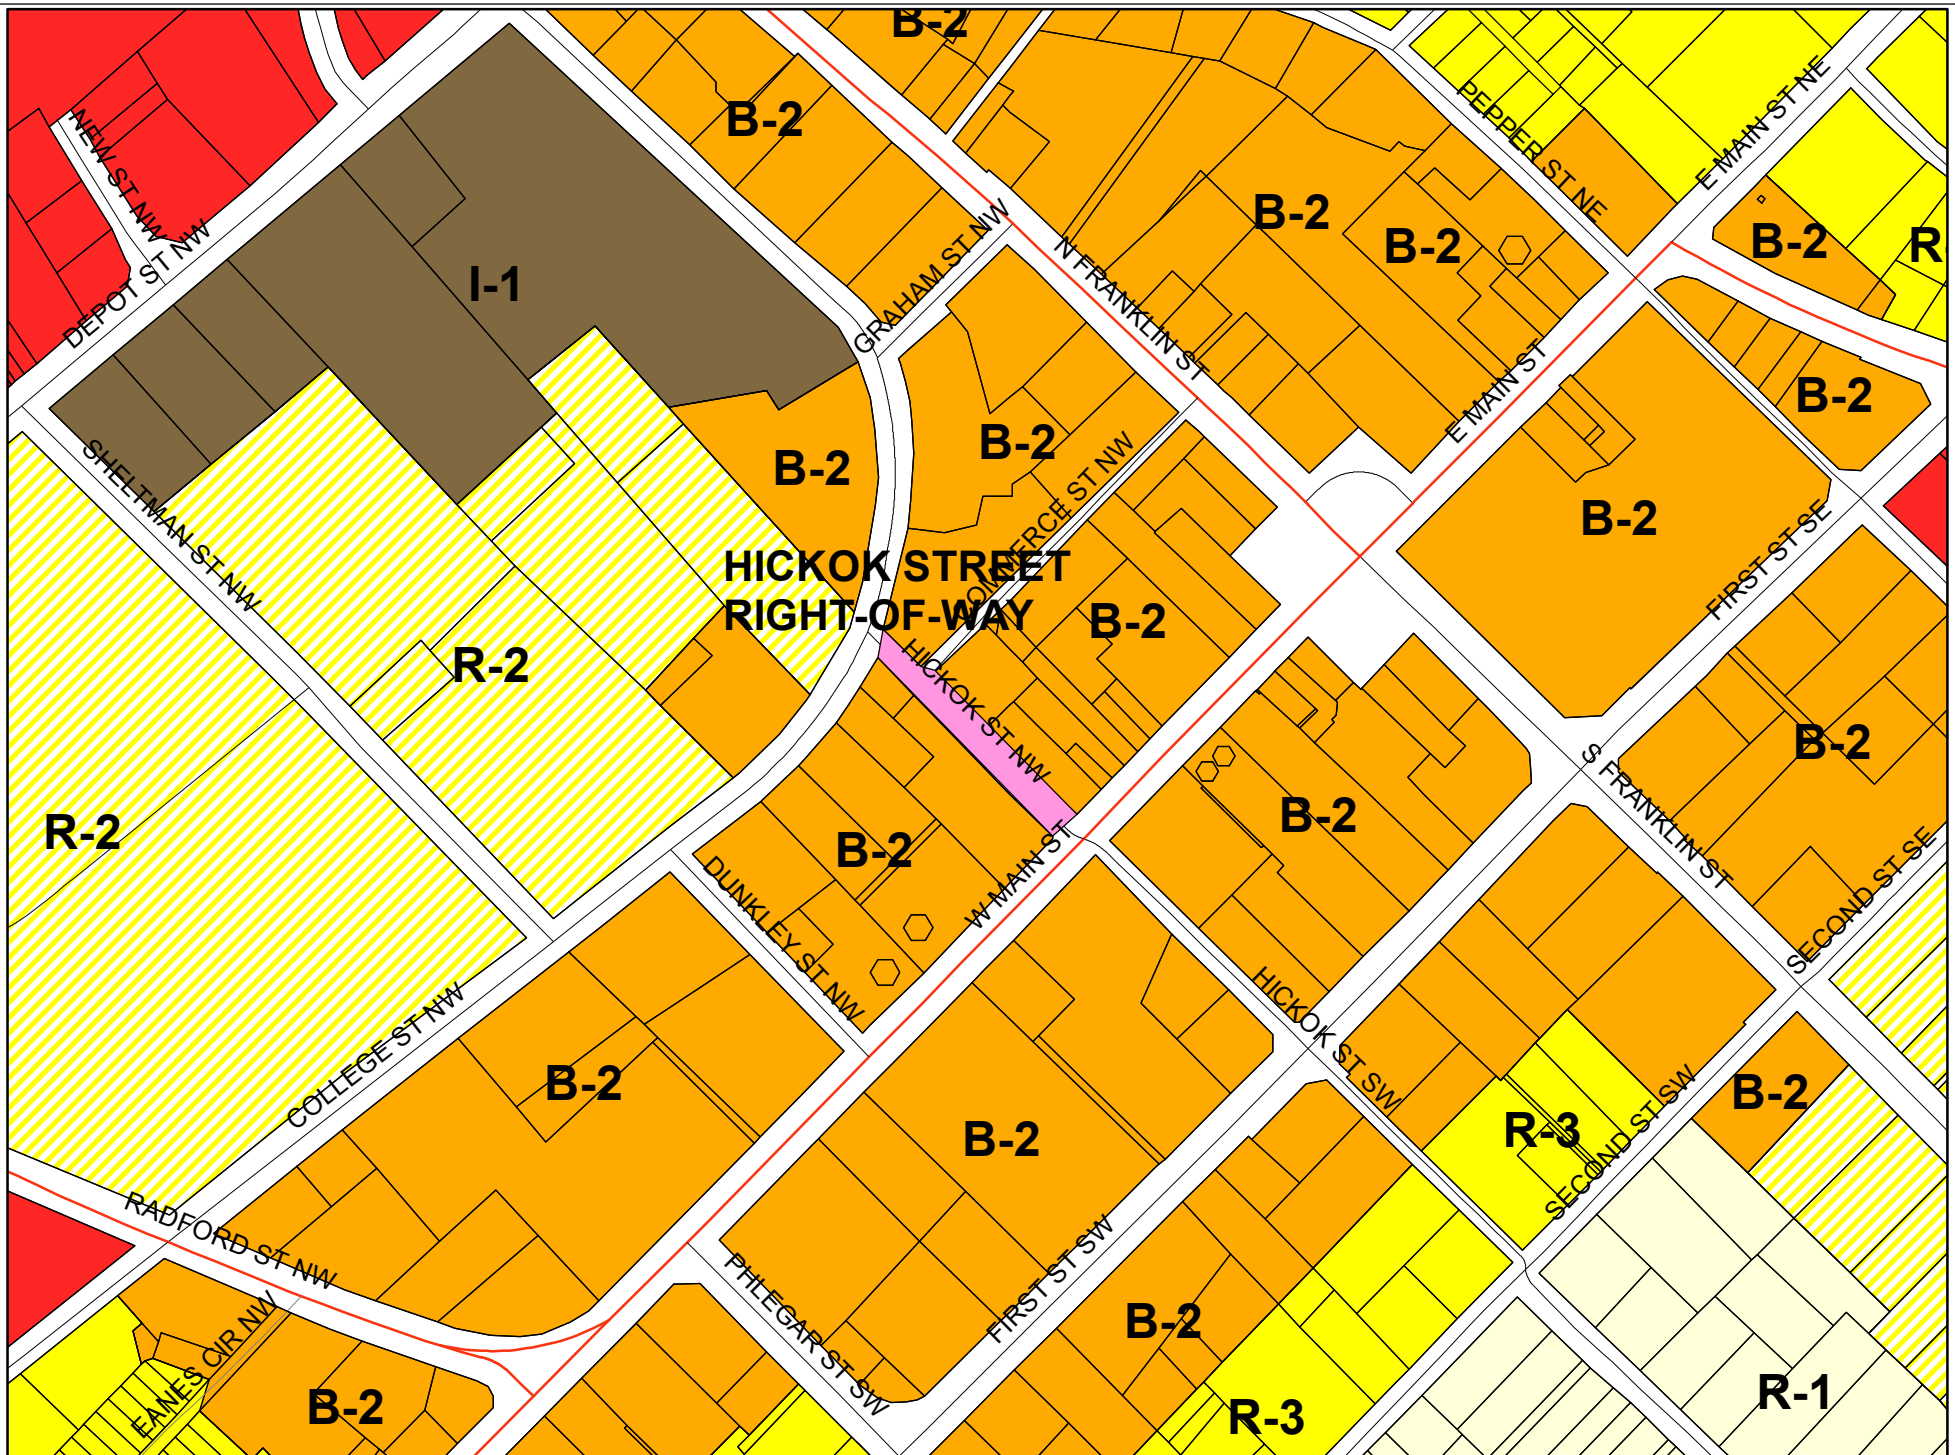 B-2
B-2
NEW ST NW
DEPOT ST NW
PEPPER ST NE
E MAIN ST NE
B-2
B-2
B-2
R
I-1
GRAHAM ST NW
N FRANKLIN ST
E MAIN ST
B-2
B-2
B-2
B-2
SHELTMAN ST NW
COMMERCE ST NW
FIRST ST SE
HICKOK STREET
RIGHT-OF-WAY
B-2
R-2
HICKOK ST NW
B-2
S FRANKLIN ST
R-2
B-2
B-2
W MAIN ST
DUNKLEY ST NW
SECOND ST SE
COLLEGE ST NW
HICKOK ST SW
B-2
B-2
B-2
R-3
SECOND ST SW
RADFORD ST NW
PHLEGAR ST SW
FIRST ST SW
B-2
EANES CIR NW
B-2
R-3
R-1